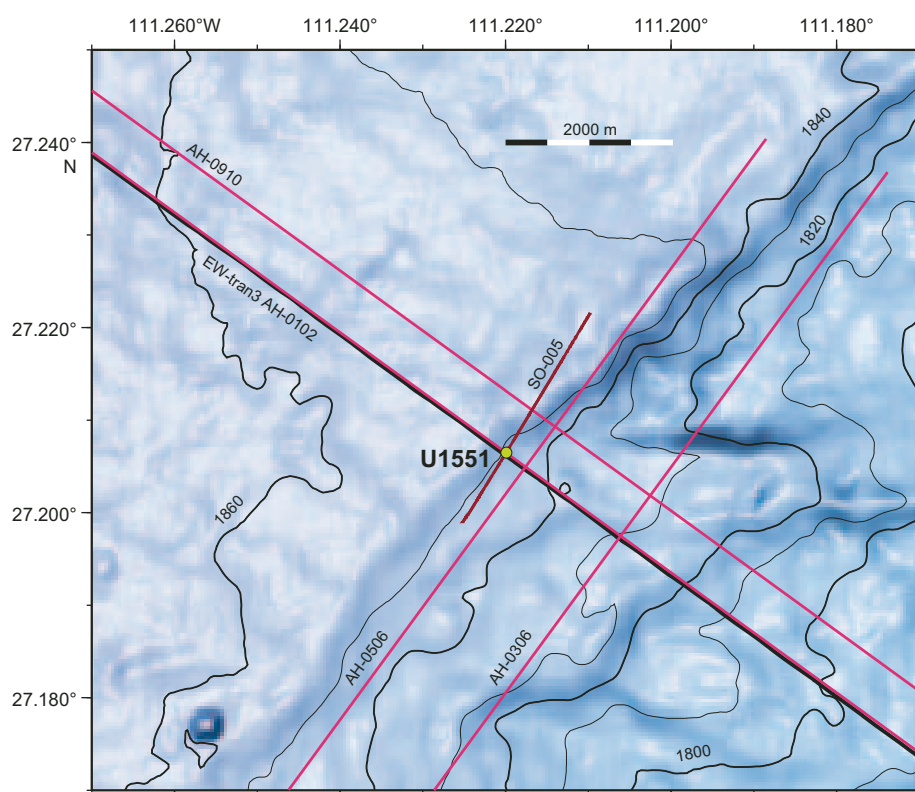 111.260°W 111.240° 111.220° 111.200° 111.180°
27.240°
N
27.220°
27.200°
27.180°
2000 m
1840
1820
AH-0910
EW-tran3 AH-0102
SO-005
U1551
1860
AH-0506
AH-0306
1800